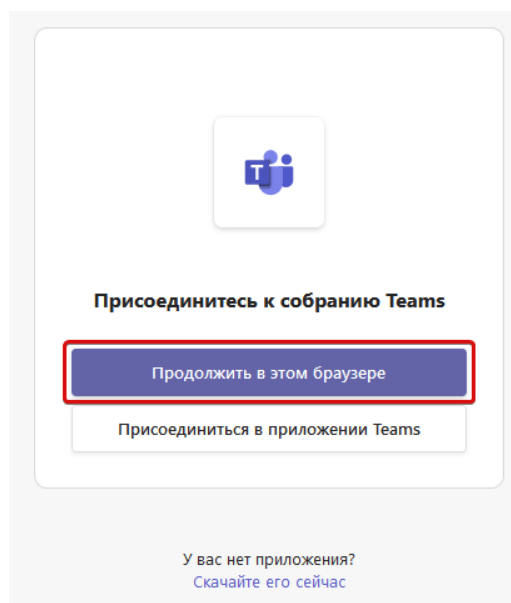 T
Присоединитесь к собранию Teams
Продолжить в этом браузере
Присоединиться в приложении Teams
У вас нет приложения?
Скачайте его сейчас